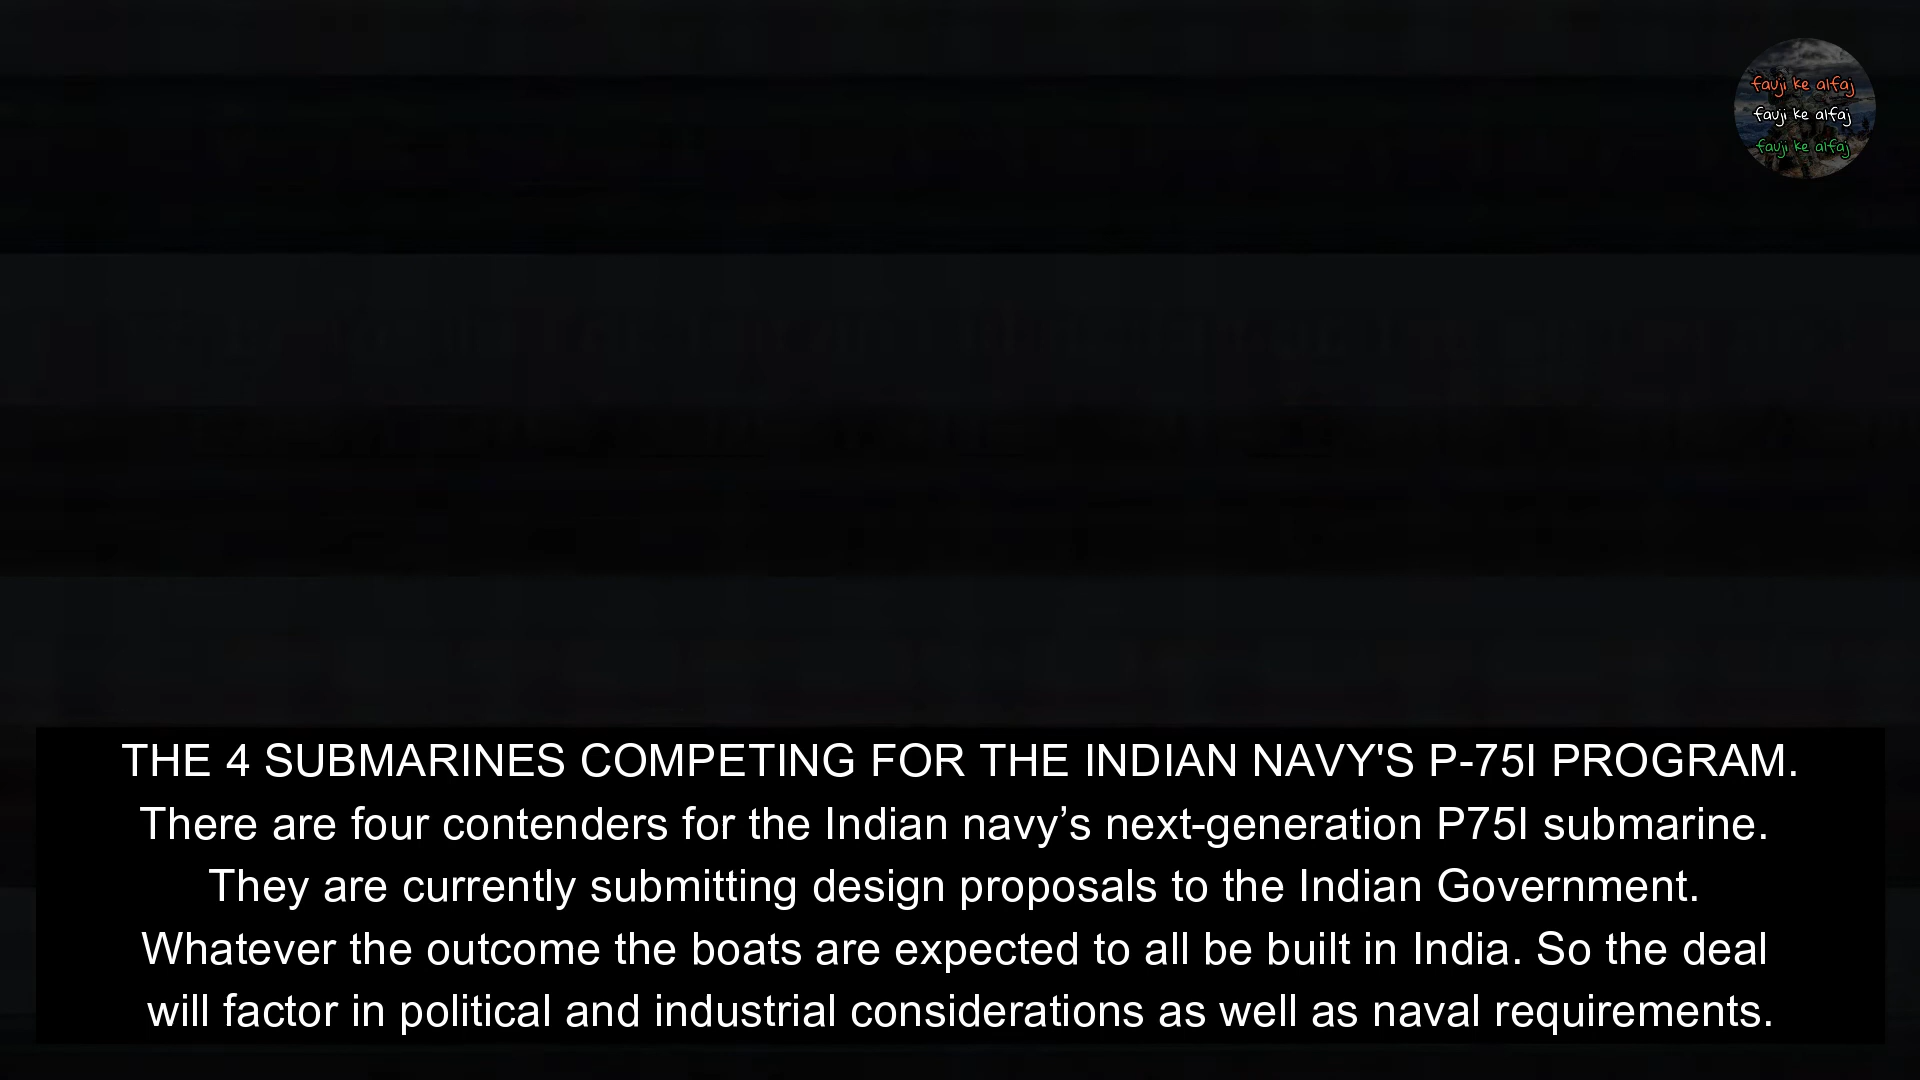 fauji ke alfaj
fauji ke alfaj
fauji ke alfaj
THE 4 SUBMARINES COMPETING FOR THE INDIAN NAVY'S P-75I PROGRAM.
There are four contenders for the Indian navy’s next-generation P75I submarine.
They are currently submitting design proposals to the Indian Government.
Whatever the outcome the boats are expected to all be built in India. So the deal
will factor in political and industrial considerations as well as naval requirements.